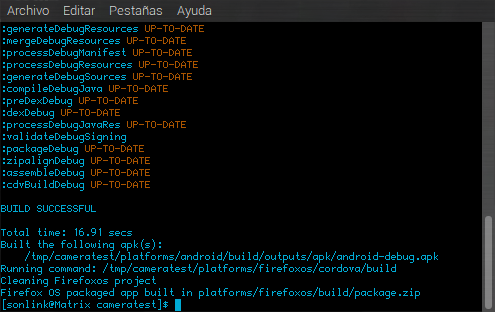 Archivo Editar Pestañas Ayuda
:generateDebugResources UP-TO-DATE
:mergeDebugResources UP-TO-DATE
:processDebugManifest UP-TO-DATE
:processDebugResources UP-TO-DATE
:generateDebugSources UP-TO-DATE
:compileDebugJava UP-TO-DATE
:preDexDebug UP-TO-DATE
:dexDebug UP-TO-DATE
:processDebugJavaRes UP-TO-DATE
:validateDebugSigning
:packageDebug UP-TO-DATE
:zipalignDebug UP-TO-DATE
:assembleDebug UP-TO-DATE
:cdvBuildDebug UP-TO-DATE
BUILD SUCCESSFUL
Total time: 16.91 secs
Built the following apk(s):
/tmp/cameratest/platforms/android/build/outputs/apk/android-debug.apk
Running command: /tmp/cameratest/platforms/firefoxos/cordova/build
Cleaning Firefoxos project
Firefox OS packaged app built in platforms/firefoxos/build/package.zip
[sonlink@Matrix cameratest]$